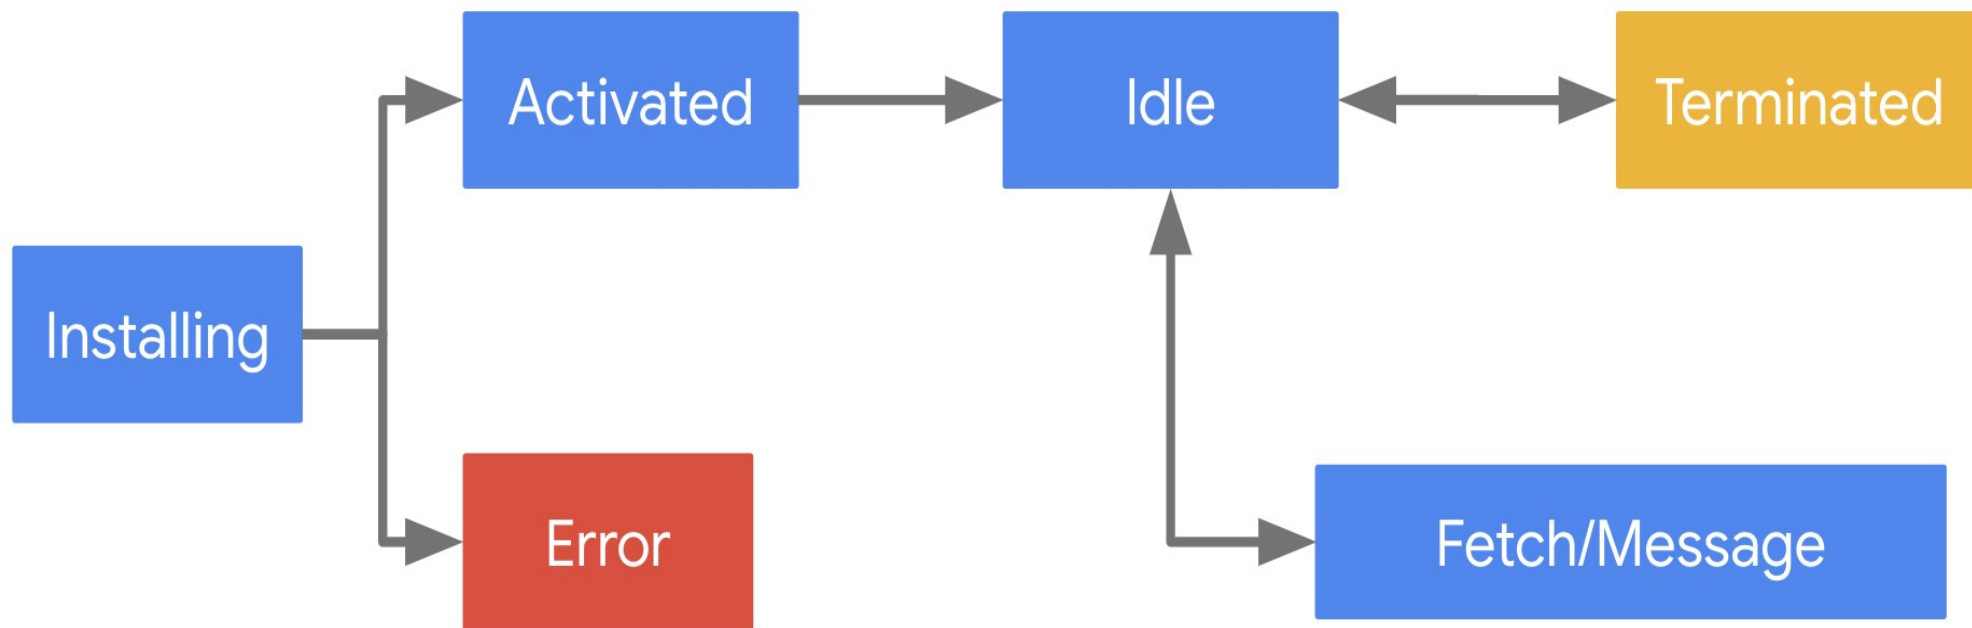 Activated
Idle
Terminated
Installing
Error
Fetch/Message